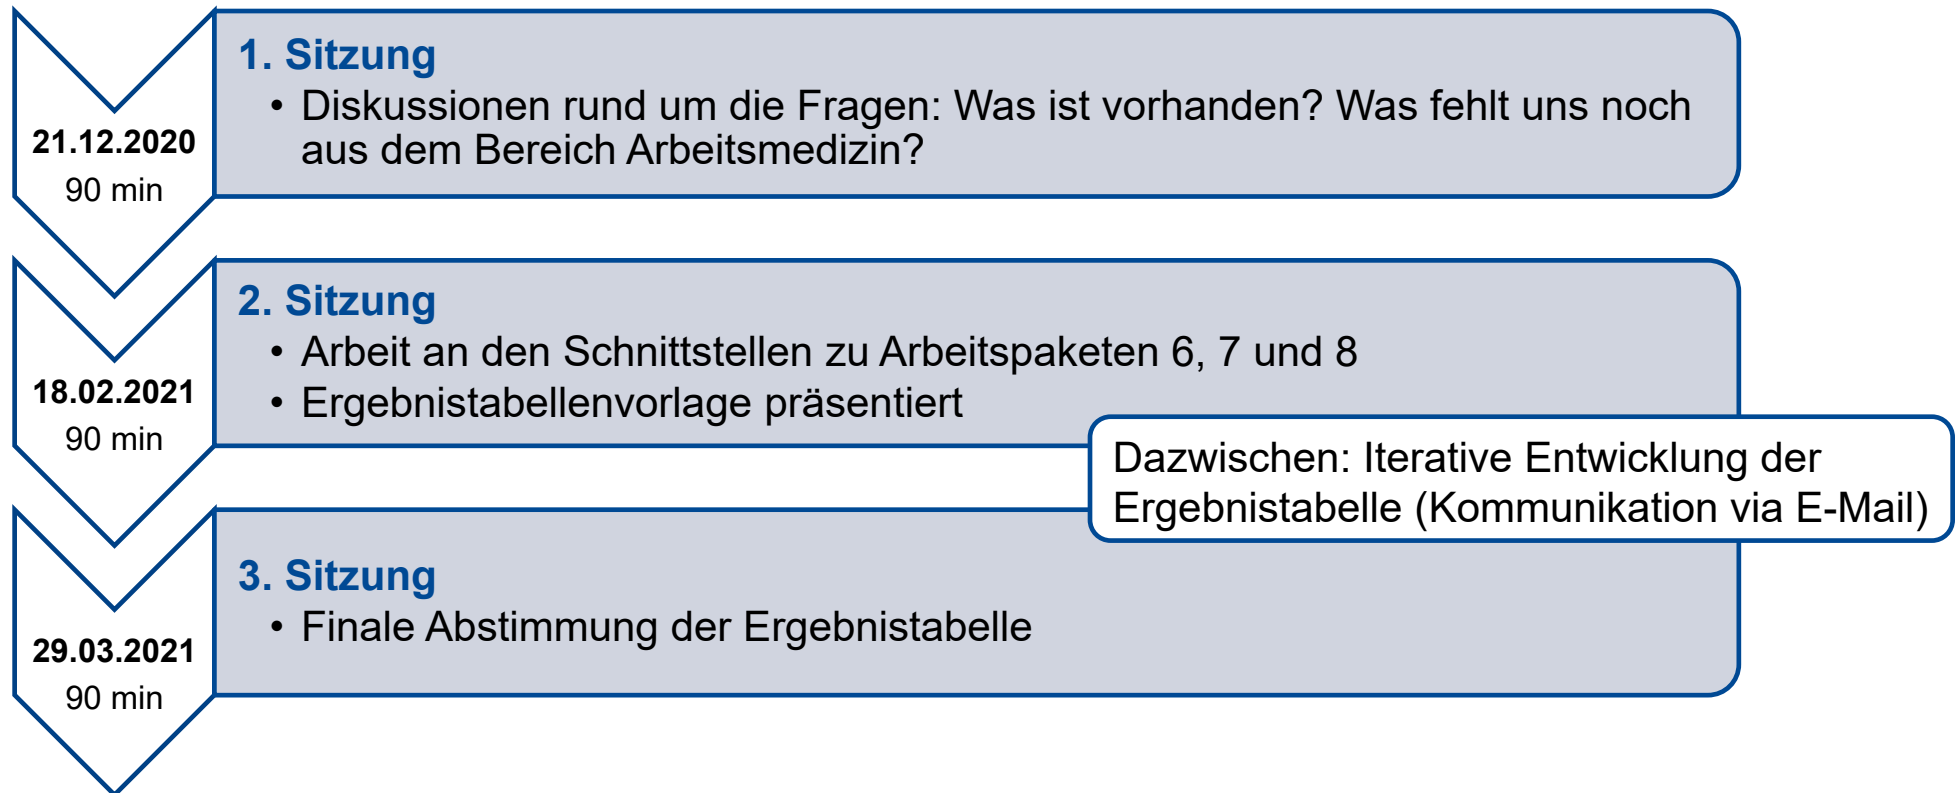 1. Sitzung
• Diskussionen rund um die Fragen: Was ist vorhanden? Was fehlt uns noch
aus dem Bereich Arbeitsmedizin?
21.12.2020
90 min
2. Sitzung
• Arbeit an den Schnittstellen zu Arbeitspaketen 6, 7 und 8
• Ergebnistabellenvorlage präsentiert
18.02.2021
90 min
Dazwischen: Iterative Entwicklung der
Ergebnistabelle (Kommunikation via E-Mail)
3. Sitzung
• Finale Abstimmung der Ergebnistabelle
29.03.2021
90 min